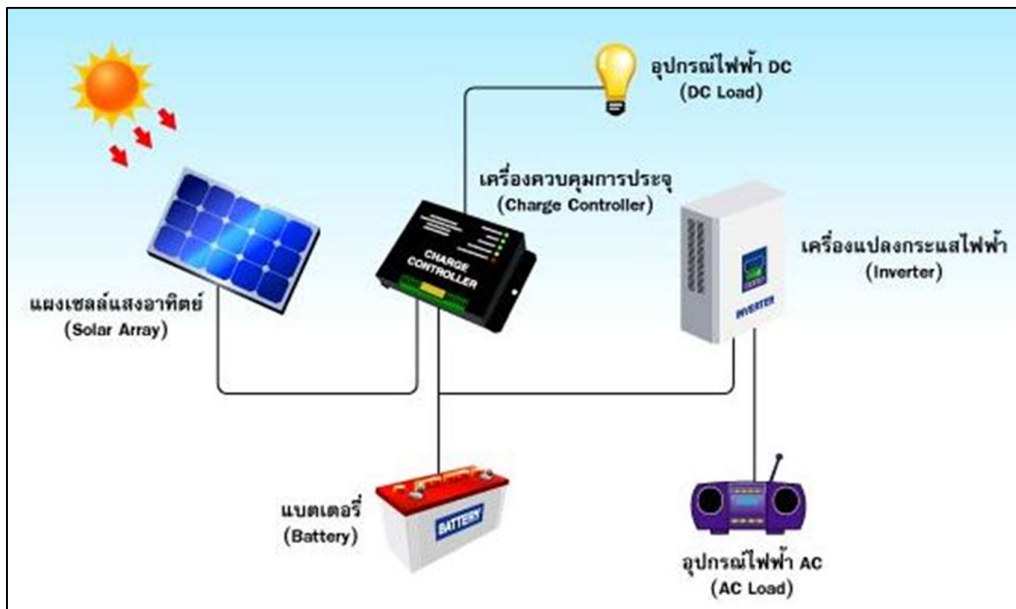 อุปกรณ์ไฟฟ้า DC
(DC Load)
เครื่องควบคุมการประจุ
(Charge Controller)
CHARGE
CONTROLLER
เครื่องแปลงกระแสไฟฟ้า
(Inverter)
INVERTER
แผงเซลล์แสงอาทิตย์
(Solar Array)
แบตเตอรี่
(Battery)
BATTERY
อุปกรณ์ไฟฟ้า AC
(AC Load)